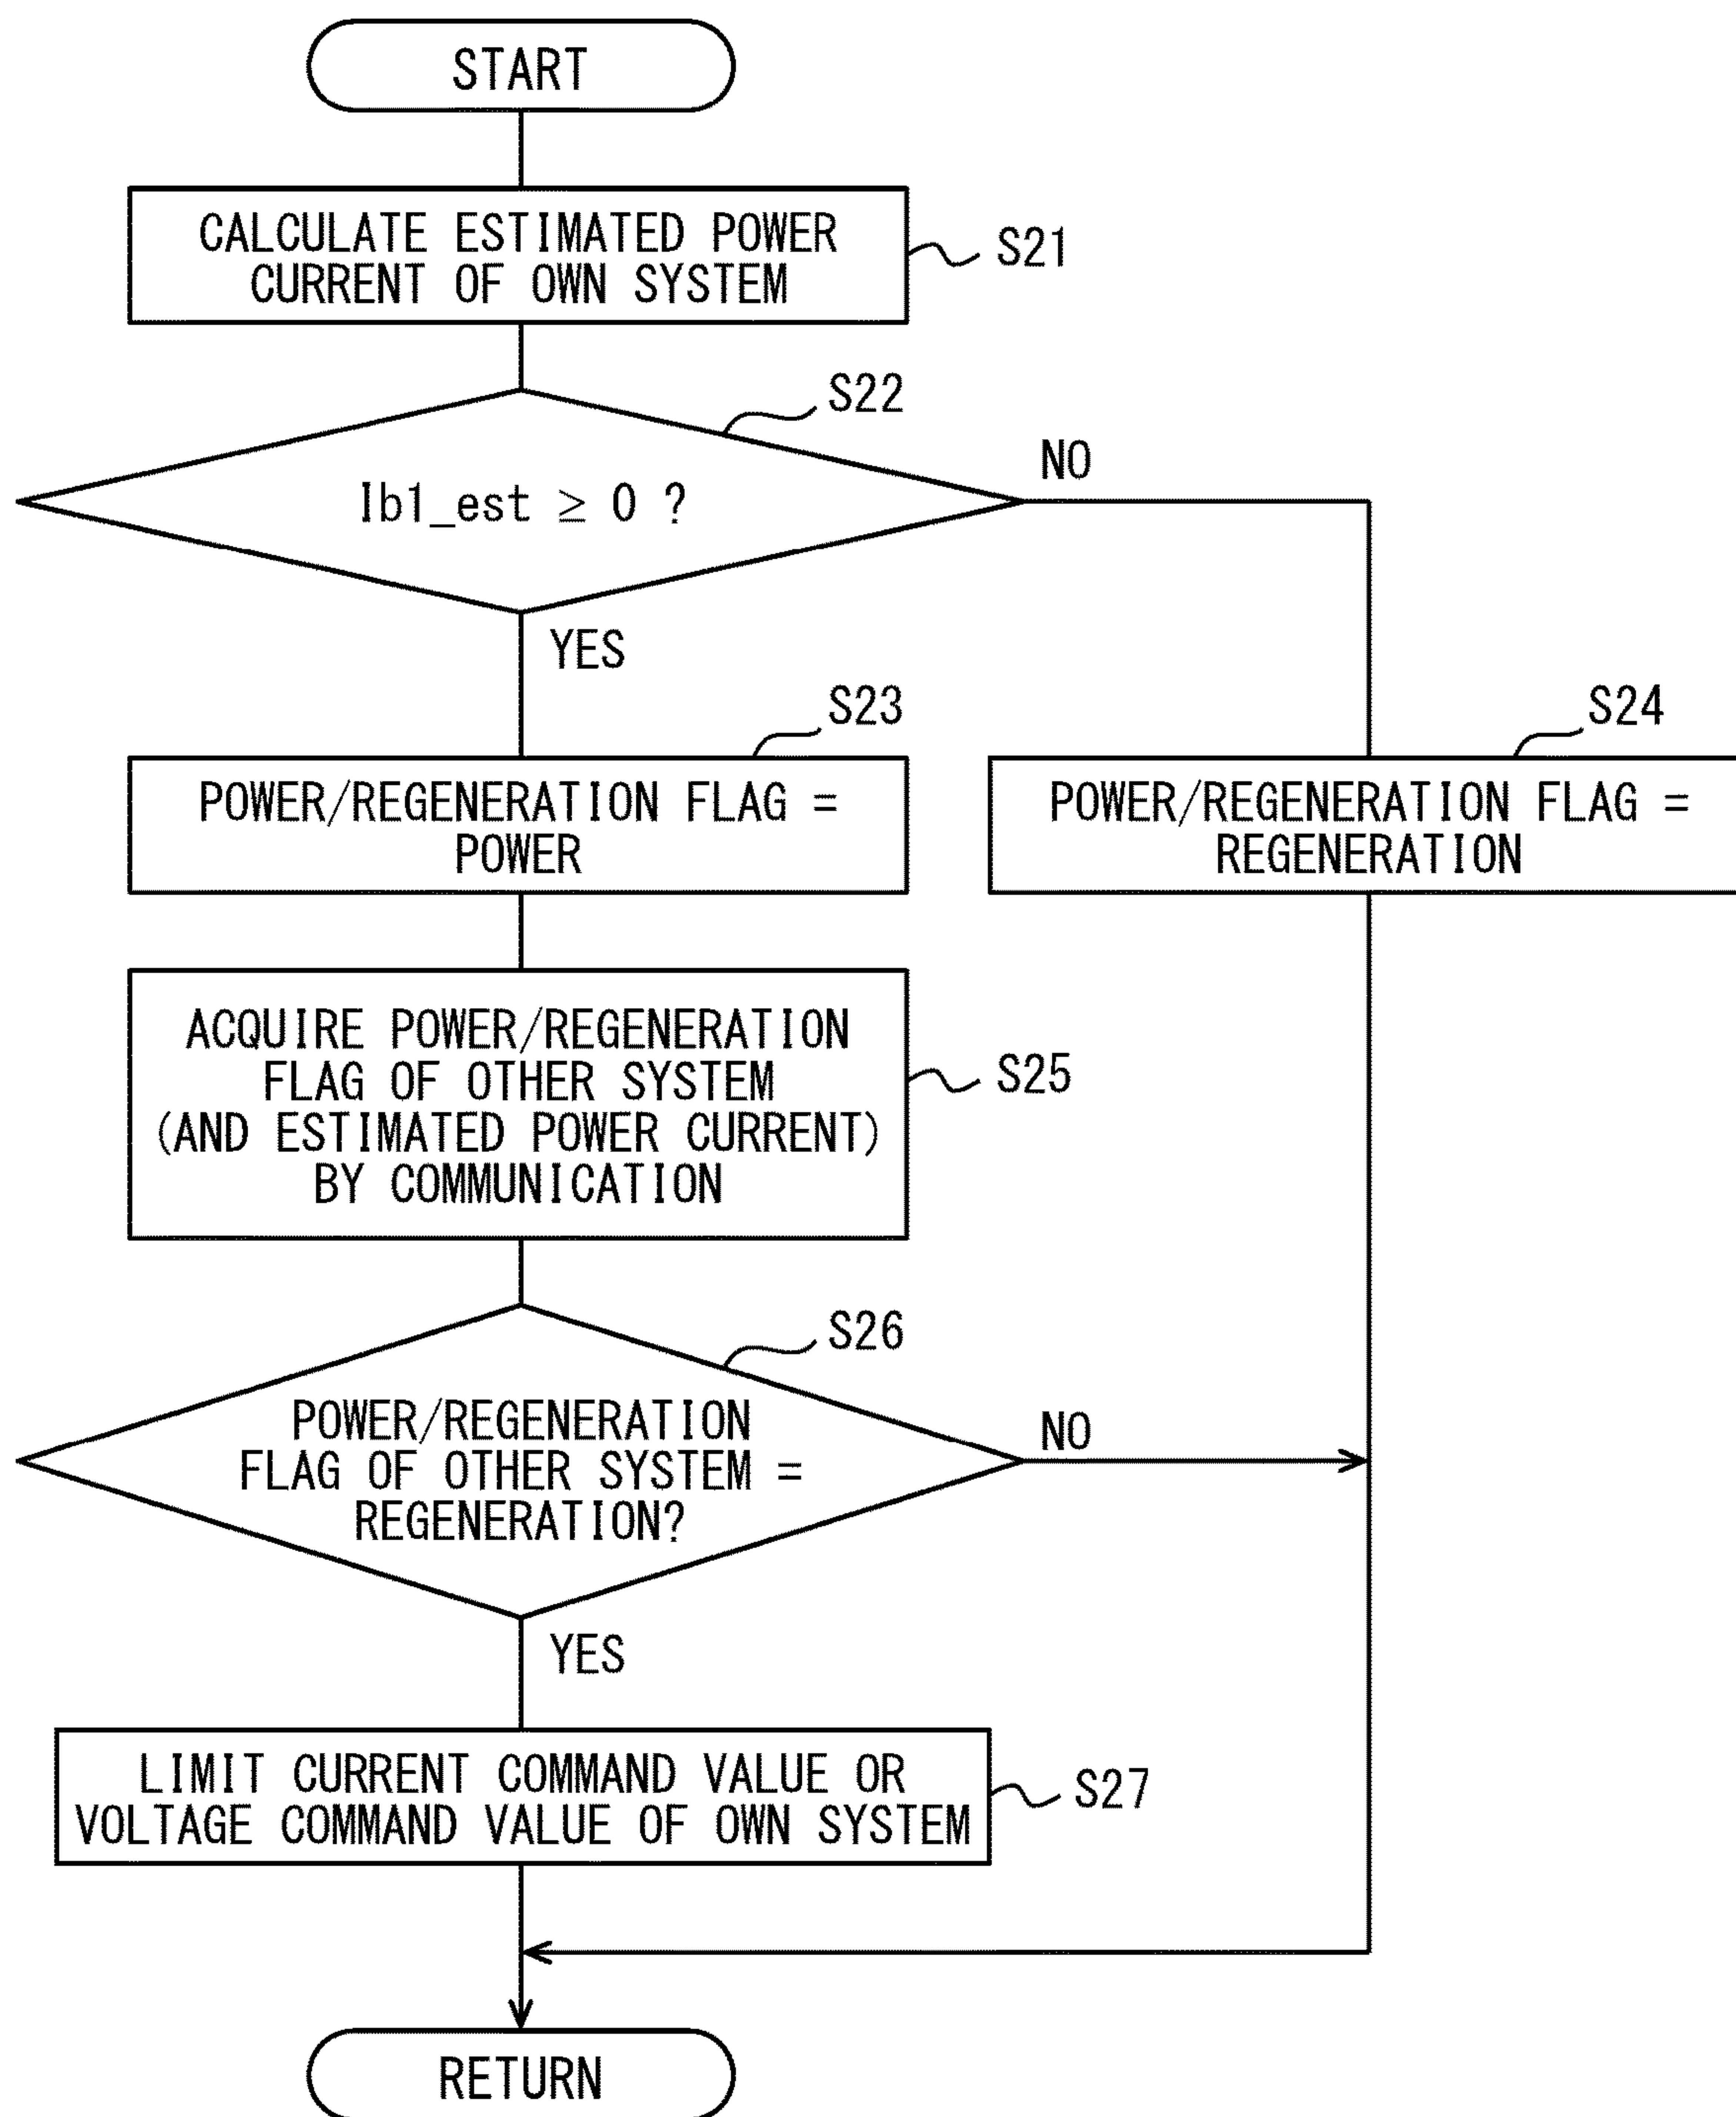 START
CALCULATE ESTIMATED POWER
CURRENT OF OWN SYSTEM
S21
S22
Ib1_est ≥ 0 ?
NO
YES
S23
POWER/REGENERATION FLAG =
POWER
S24
POWER/REGENERATION FLAG =
REGENERATION
ACQUIRE POWER/REGENERATION
FLAG OF OTHER SYSTEM
(AND ESTIMATED POWER CURRENT)
BY COMMUNICATION
S25
S26
POWER/REGENERATION
FLAG OF OTHER SYSTEM =
REGENERATION?
NO
YES
LIMIT CURRENT COMMAND VALUE OR
VOLTAGE COMMAND VALUE OF OWN SYSTEM
S27
RETURN